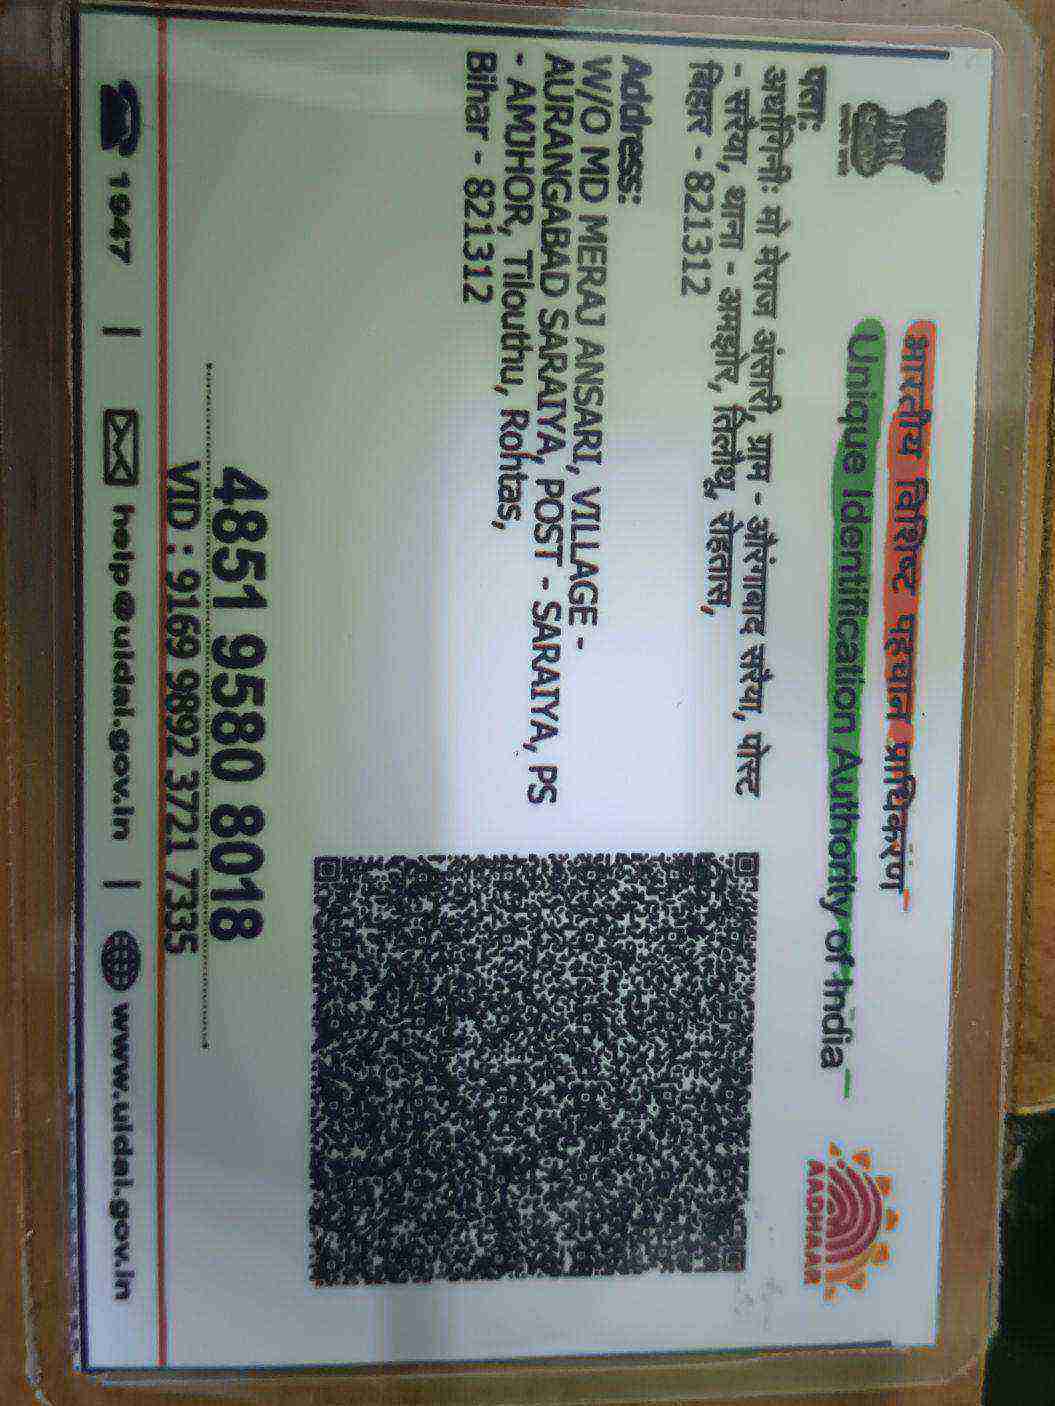 भारतीय विशिष्ट पहचान प्राधिकरण
Unique Identification Authority of India
AADHAAR
पता:
अर्धांगिनी: मो मेराज अंसारी, ग्राम - औरंगाबाद सरैया, पोस्ट
- सरैया, थाना - अमझोर, तिलौथू, रोहतास,
बिहार - 821312
Address:
W/O MD MERAJ ANSARI, VILLAGE -
AURANGABAD SARAIYA, POST - SARAIYA, PS
- AMJHOR, Tilouthu, Rohtas,
Bihar - 821312
4851 9580 8018
VID : 9169 9892 3721 7335
1947 | help@uidai.gov.in | www.uidai.gov.in